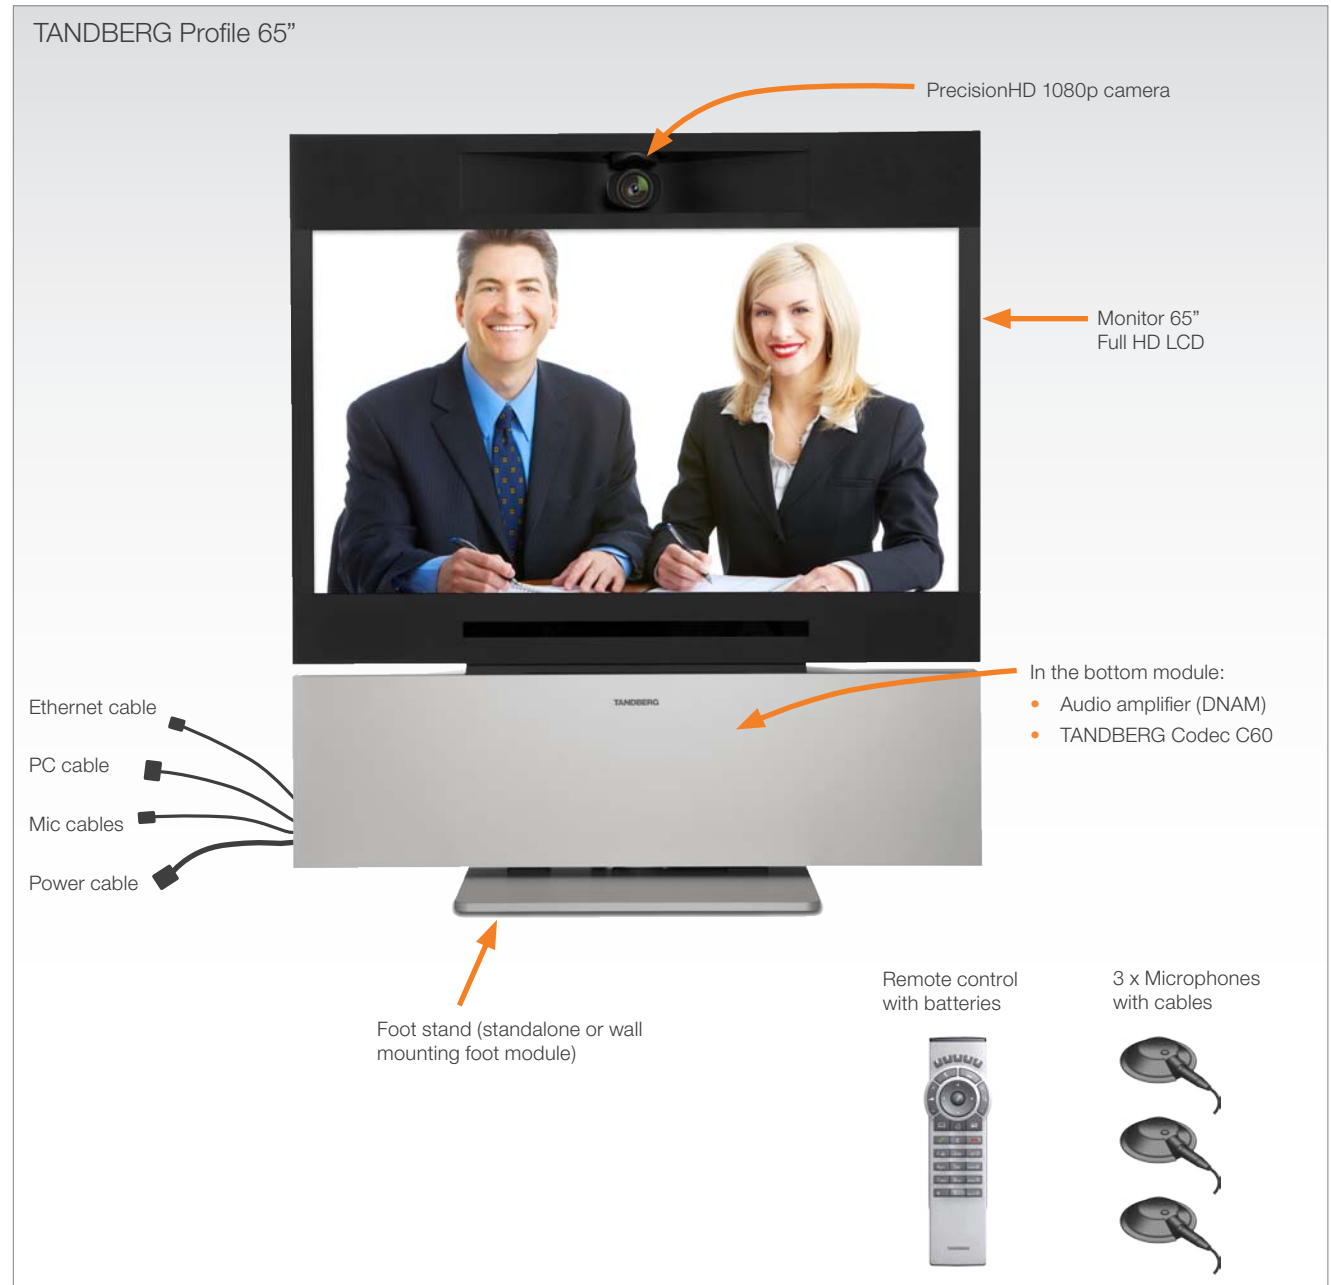 TANDBERG Profile 65”
PrecisionHD 1080p camera
Monitor 65”
Full HD LCD
In the bottom module:
• Audio amplifier (DNAM)
• TANDBERG Codec C60
TANDBERG
Ethernet cable
PC cable
Mic cables
Power cable
Foot stand (standalone or wall
mounting foot module)
Remote control
with batteries
3 x Microphones
with cables
TANDBERG